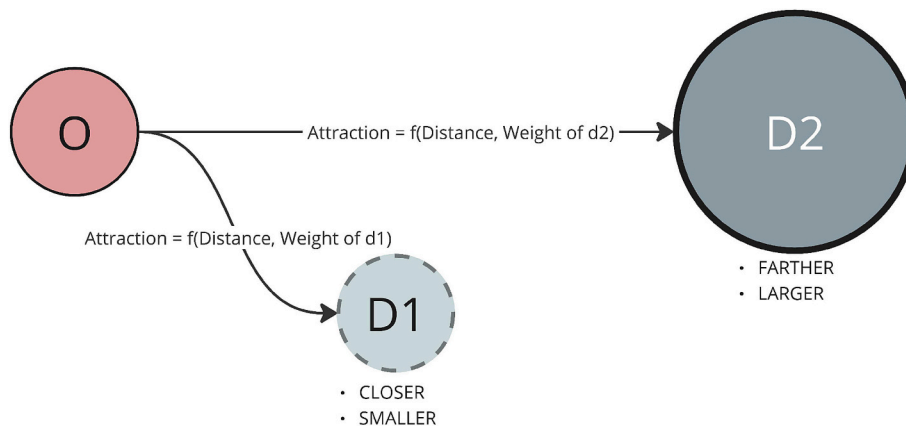 O
Attraction = f(Distance, Weight of d2)
D2
Attraction = f(Distance, Weight of d1)
• FARTHER
• LARGER
D1
• CLOSER
• SMALLER